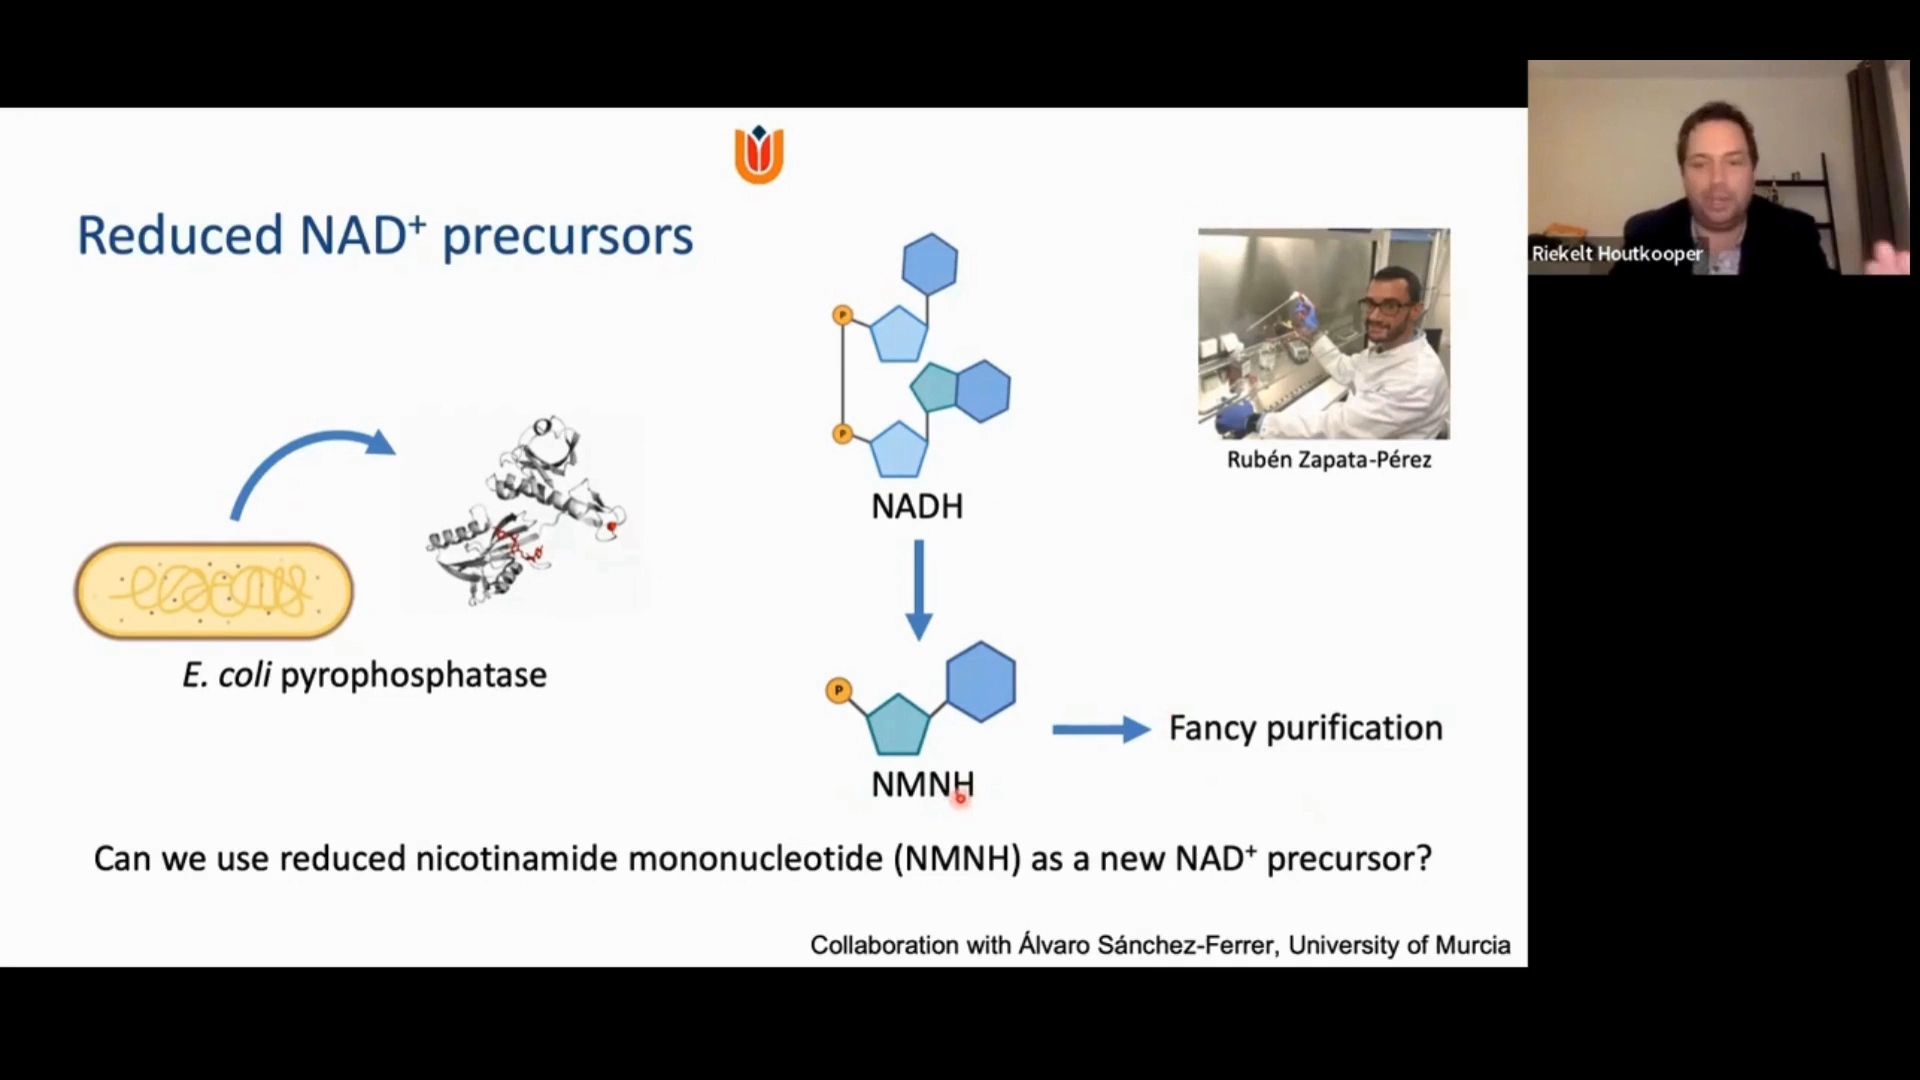 Reduced NAD⁺ precursors
P
P
NADH
Rubén Zapata-Pérez
Riekelt Houtkooper
E. coli pyrophosphatase
P
NMNH
Fancy purification
Can we use reduced nicotinamide mononucleotide (NMNH) as a new NAD⁺ precursor?
Collaboration with Álvaro Sánchez-Ferrer, University of Murcia